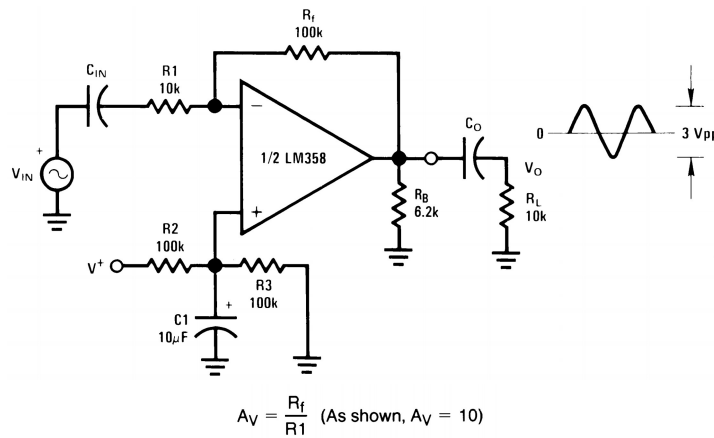 Rf
100k
CIN
R1
10k
−
CO
0
3 Vpp
+
1/2 LM358
VIN
VO
RB
6.2k
RL
10k
+
R2
100k
V+
R3
100k
+
C1
10µF
AV = Rf/R1 (As shown, AV = 10)